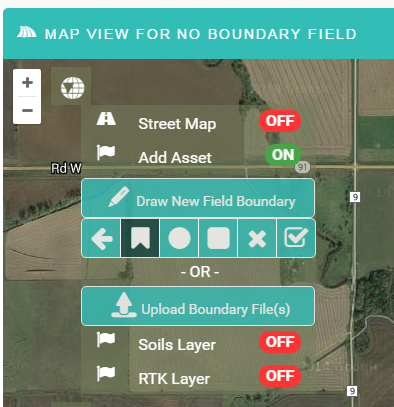 MAP VIEW FOR NO BOUNDARY FIELD
+
−
Street Map OFF
Add Asset ON
Rd W
91
9
Draw New Field Boundary
- OR -
Upload Boundary File(s)
Soils Layer OFF
RTK Layer OFF
9